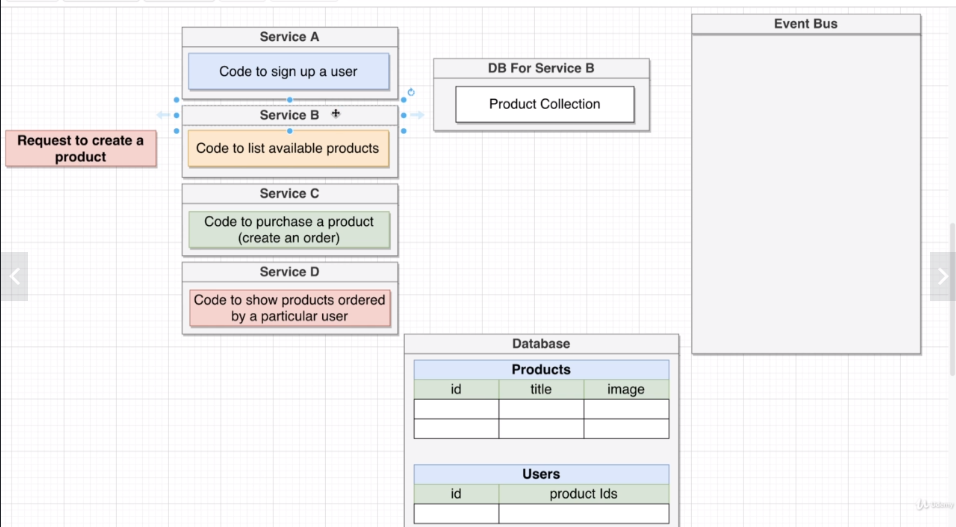 Event Bus
Service A
Code to sign up a user
DB For Service B
Product Collection
Service B
Code to list available products
Request to create a
product
Service C
Code to purchase a product
(create an order)
Service D
Code to show products ordered
by a particular user
Database
Products
id title image
Users
id product Ids
Udemy